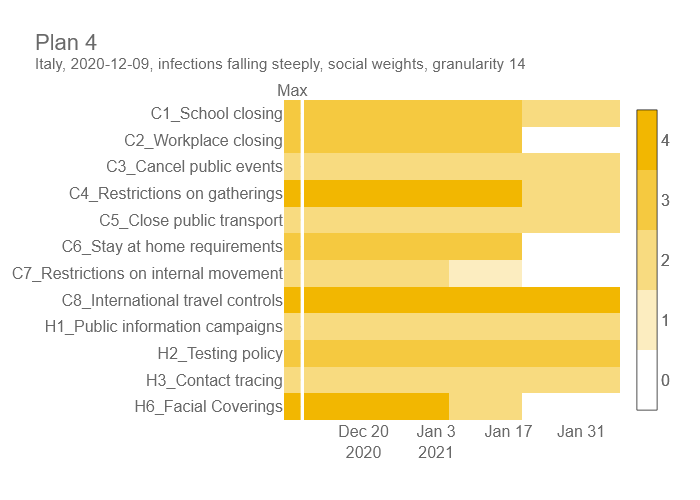 Plan 4
Italy, 2020-12-09, infections falling steeply, social weights, granularity 14
Max
C1_School closing
C2_Workplace closing
C3_Cancel public events
C4_Restrictions on gatherings
C5_Close public transport
C6_Stay at home requirements
C7_Restrictions on internal movement
C8_International travel controls
H1_Public information campaigns
H2_Testing policy
H3_Contact tracing
H6_Facial Coverings
4
3
2
1
0
Dec 20 Jan 3 Jan 17 Jan 31
2020 2021